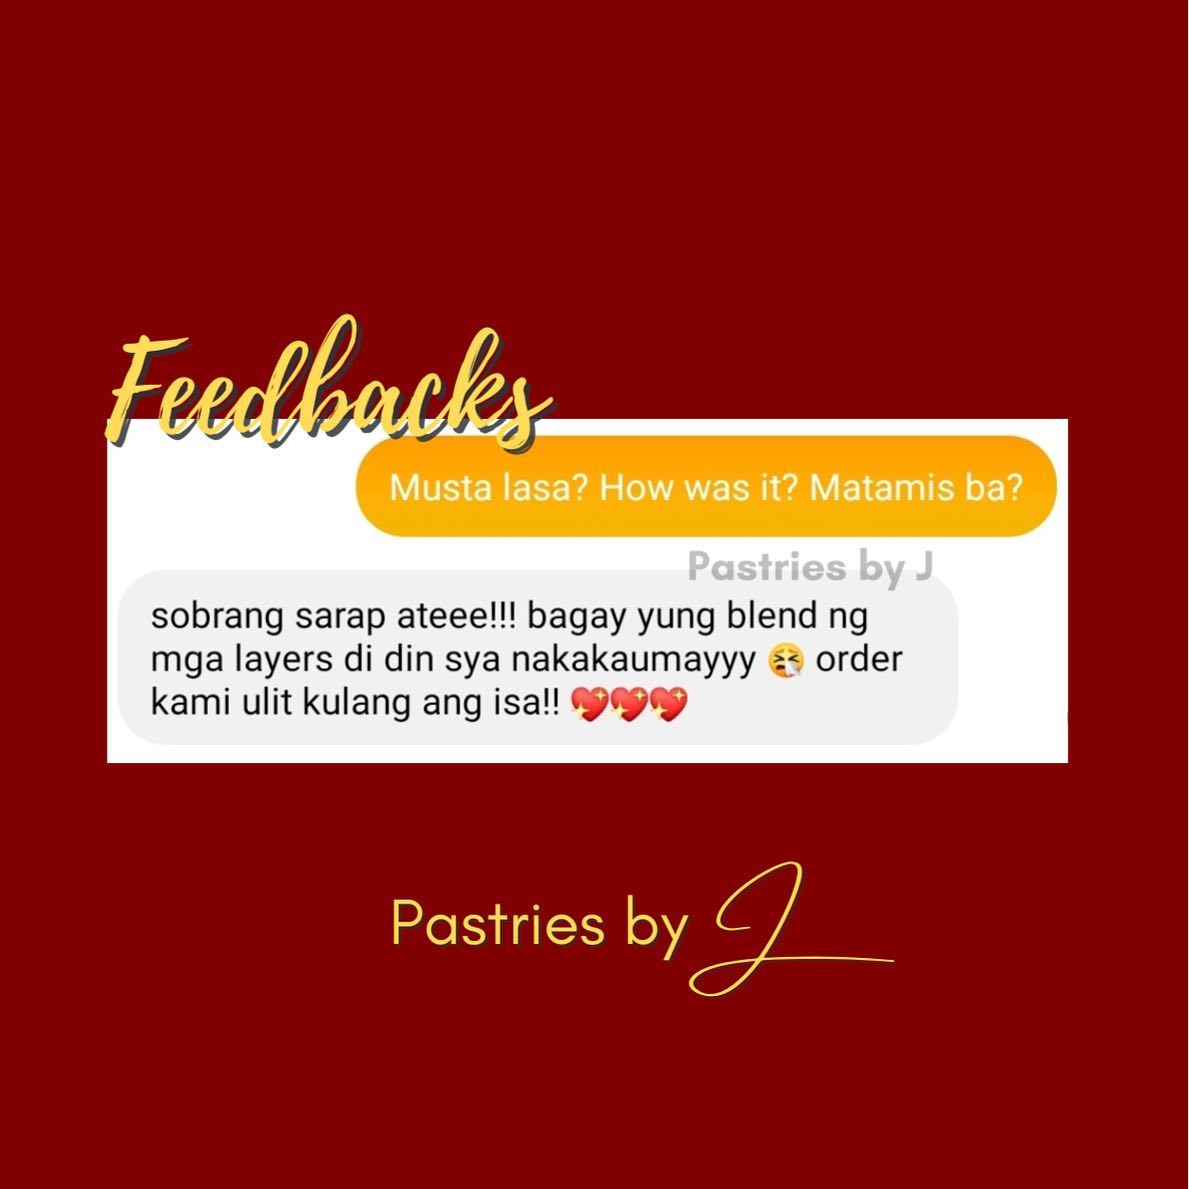 Feedbacks
Musta lasa? How was it? Matamis ba?
Pastries by J
sobrang sarap ateee!!! bagay yung blend ng
mga layers di din sya nakakaumayyy 🤧 order
kami ulit kulang ang isa!! 💖💖💖
Pastries by J